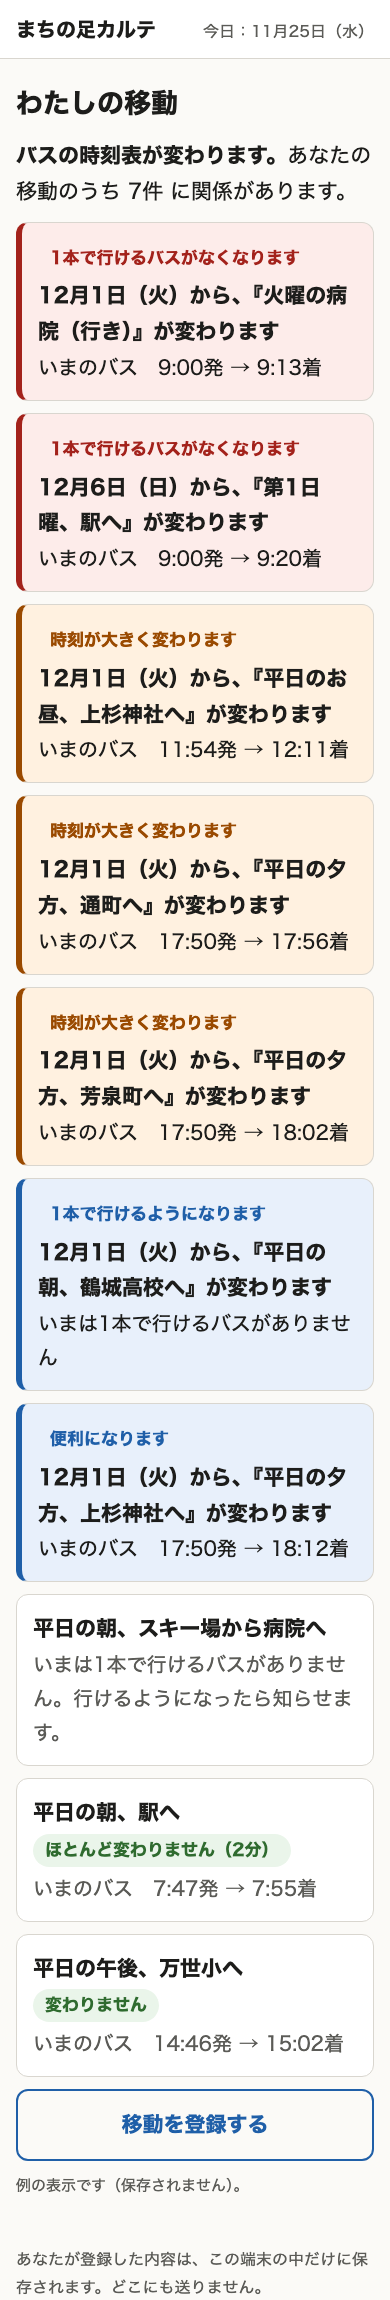 まちの足カルテ 今日：11月25日（水）
わたしの移動
バスの時刻表が変わります。あなたの
移動のうち 7件 に関係があります。
1本で行けるバスがなくなります
12月1日（火）から、『火曜の病
院（行き）』が変わります
いまのバス 9:00発 → 9:13着
1本で行けるバスがなくなります
12月6日（日）から、『第1日
曜、駅へ』が変わります
いまのバス 9:00発 → 9:20着
時刻が大きく変わります
12月1日（火）から、『平日のお
昼、上杉神社へ』が変わります
いまのバス 11:54発 → 12:11着
時刻が大きく変わります
12月1日（火）から、『平日の夕
方、通町へ』が変わります
いまのバス 17:50発 → 17:56着
時刻が大きく変わります
12月1日（火）から、『平日の夕
方、芳泉町へ』が変わります
いまのバス 17:50発 → 18:02着
1本で行けるようになります
12月1日（火）から、『平日の
朝、鶴城高校へ』が変わります
いまは1本で行けるバスがありませ
ん
便利になります
12月1日（火）から、『平日の夕
方、上杉神社へ』が変わります
いまのバス 17:50発 → 18:12着
平日の朝、スキー場から病院へ
いまは1本で行けるバスがありませ
ん。行けるようになったら知らせま
す。
平日の朝、駅へ
ほとんど変わりません（2分）
いまのバス 7:47発 → 7:55着
平日の午後、万世小へ
変わりません
いまのバス 14:46発 → 15:02着
移動を登録する
例の表示です（保存されません）。
あなたが登録した内容は、この端末の中だけに保
存されます。どこにも送りません。